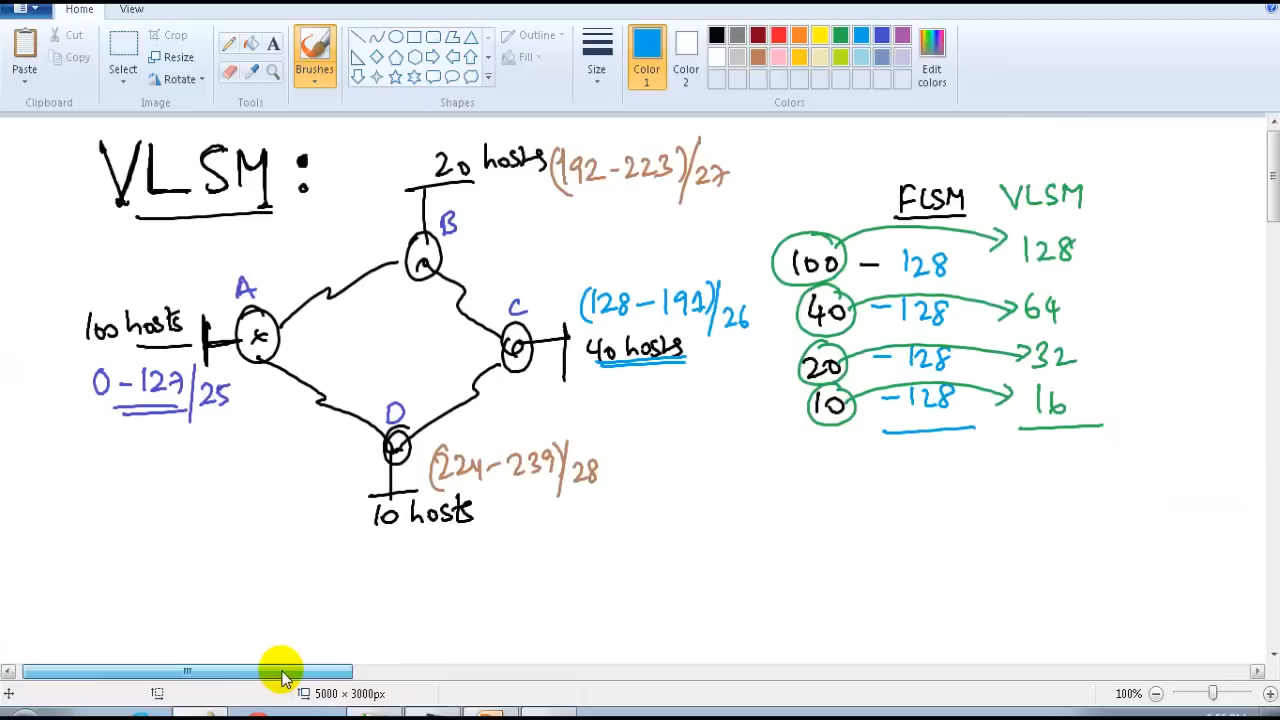 Home View
Cut
Copy
Paste
Clipboard
Select
Crop
Resize
Rotate
Image
A
Tools
Brushes
Outline
Fill
Shapes
Size
Color 1
Color 2
Edit colors
Colors
VLSM:
20 hosts (192-223)/27
B
A
100 hosts
0-127/25
C
(128-191)/26
40 hosts
D
(224-239)/28
10 hosts
FLSM VLSM
100 - 128 128
40 - 128 64
20 - 128 32
10 - 128 16
5000 × 3000px
100%